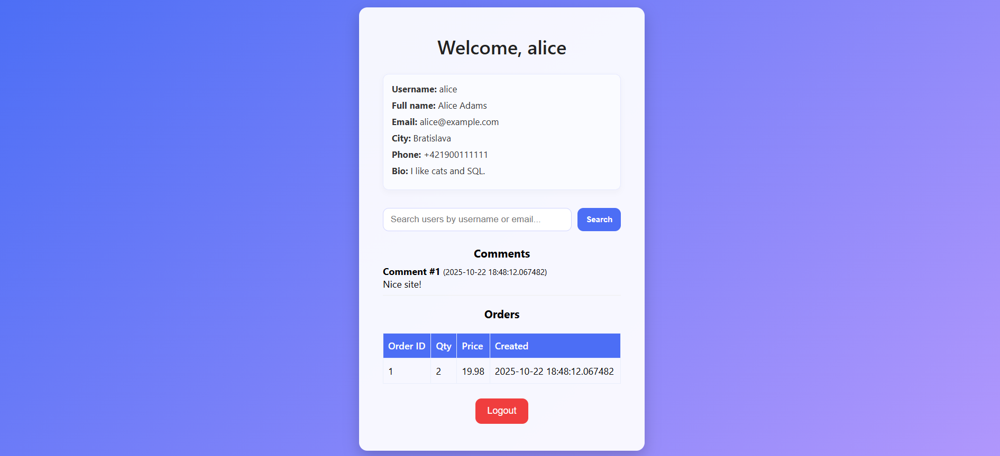 Welcome, alice
Username: alice
Full name: Alice Adams
Email: alice@example.com
City: Bratislava
Phone: +421900111111
Bio: I like cats and SQL.
Search users by username or email...
Search
Comments
Comment #1 (2025-10-22 18:48:12.067482)
Nice site!
Orders
Order ID Qty Price Created
1 2 19.98 2025-10-22 18:48:12.067482
Logout